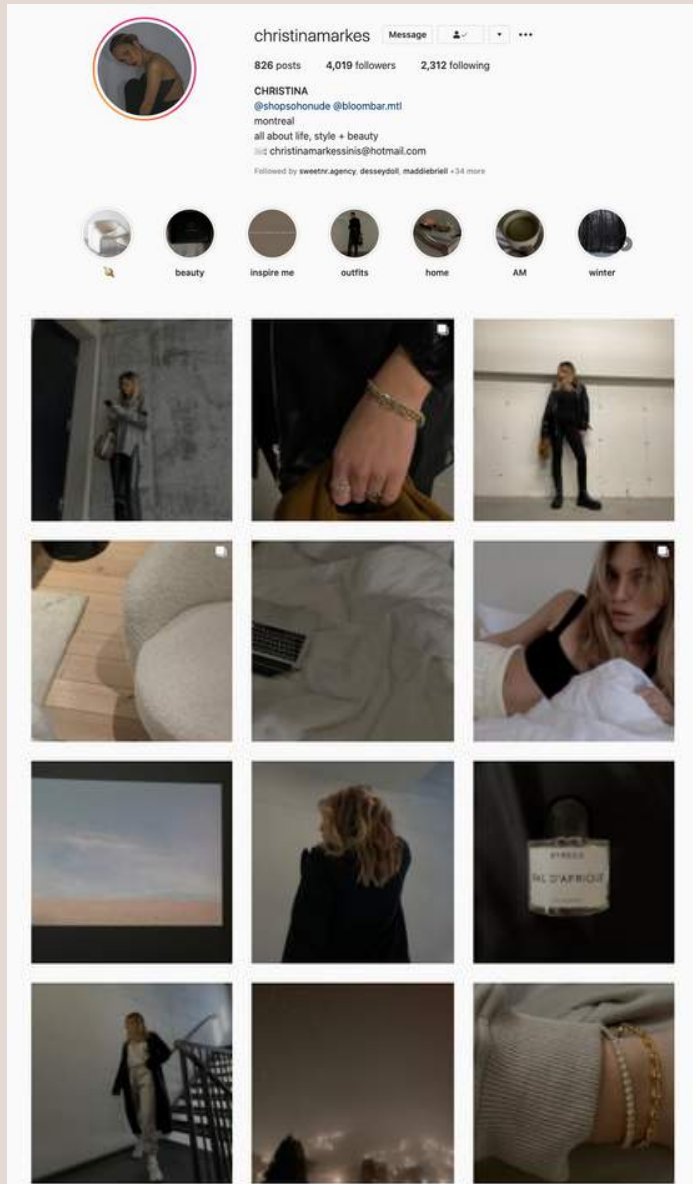 christinamarkes Message
826 posts 4,019 followers 2,312 following
CHRISTINA
@shopsohonude @bloombar.mtl
montreal
all about life, style + beauty
christinamarkessinis@hotmail.com
Followed by sweetnr.agency, desseydoll, maddiebriell +34 more
beauty inspire me outfits home AM winter
BYREDO
BAL D'AFRIQUE